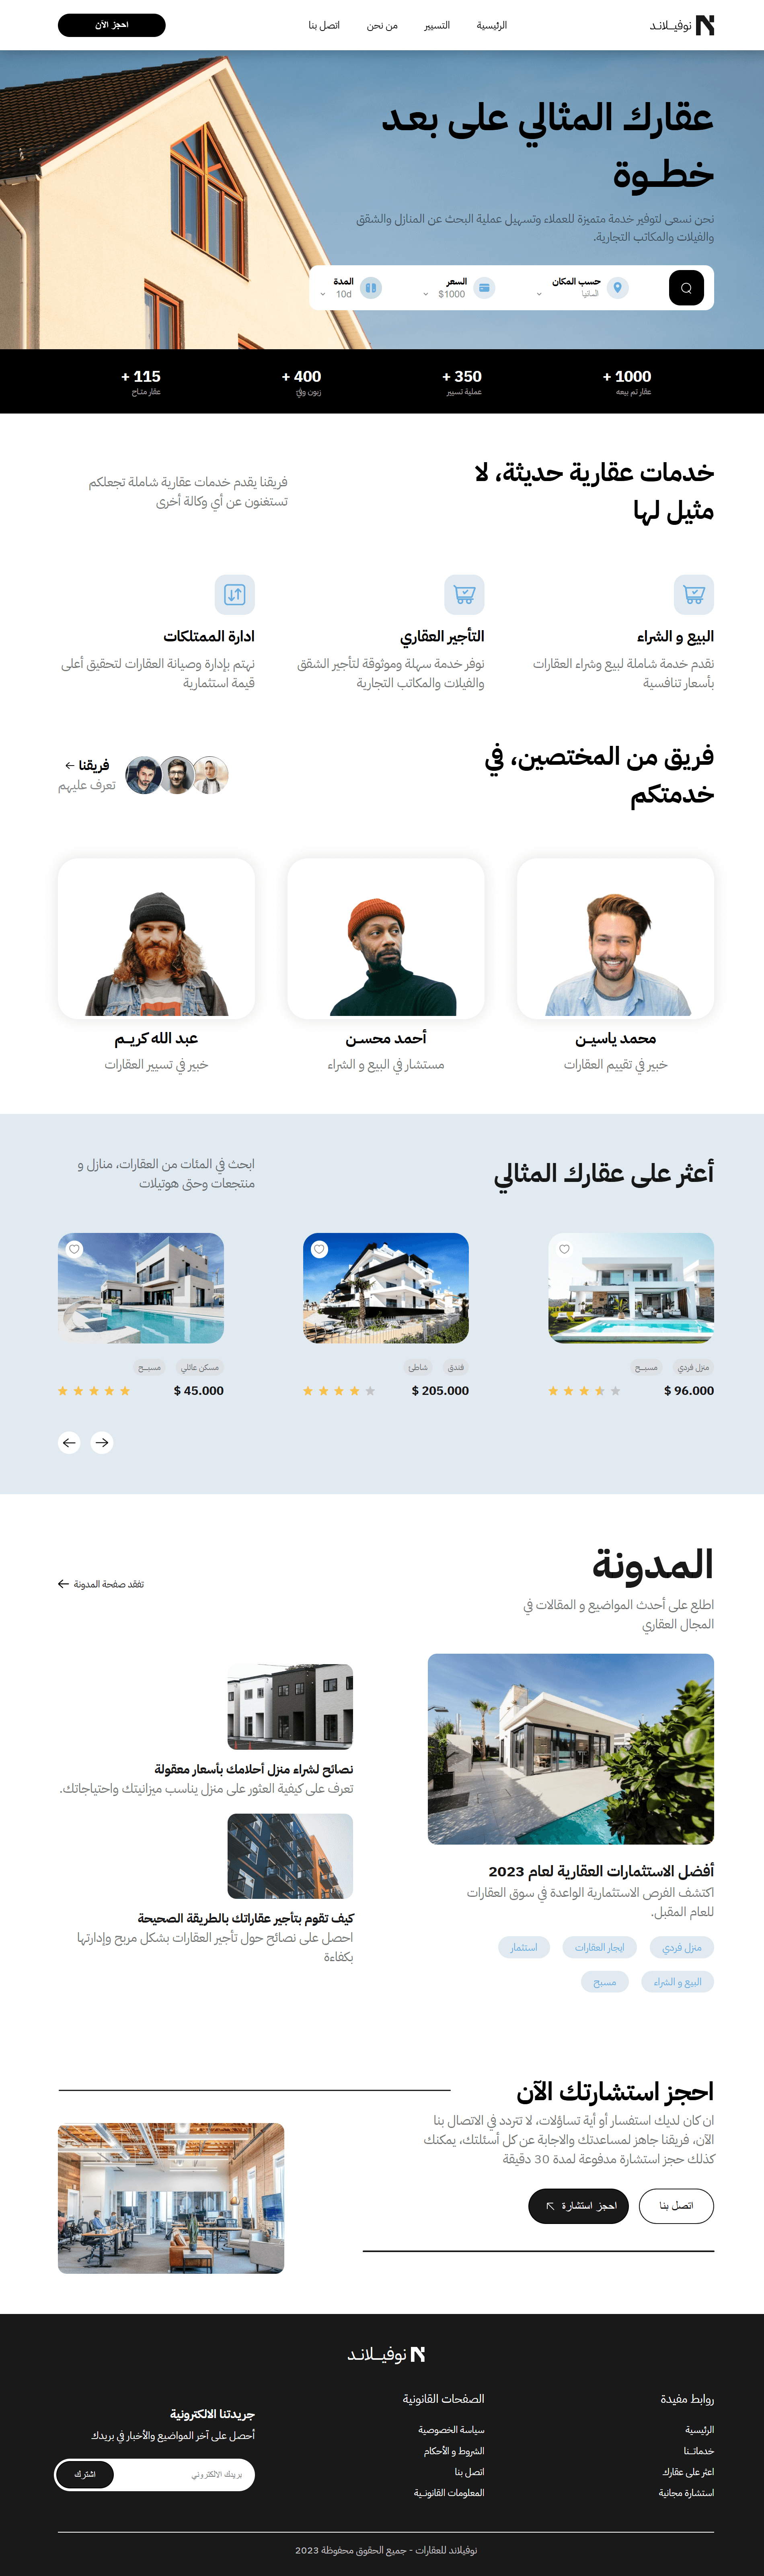 نوفيـلانـد
الرئيسية
التسيير
من نحن
اتصل بنا
احجز الآن
عقارك المثالي على بعـد
خطــوة
نحن نسعى لتوفير خدمة متميزة للعملاء وتسهيل عملية البحث عن المنازل والشقق
والفيلات والمكاتب التجارية.
حسب المكان
المانيا
السعر
$1000
المدة
10d
1000 +
عقار تم بيعه
350 +
عملية تسيير
400 +
زبون وفيّ
115 +
عقار متاح
خدمات عقارية حديثة، لا
مثيل لها
فريقنا يقدم خدمات عقارية شاملة تجعلكم
تستغنون عن أي وكالة أخرى
البيع و الشراء
نقدم خدمة شاملة لبيع وشراء العقارات
بأسعار تنافسية
التأجير العقاري
نوفر خدمة سهلة وموثوقة لتأجير الشقق
والفيلات والمكاتب التجارية
ادارة الممتلكات
نهتم بإدارة وصيانة العقارات لتحقيق أعلى
قيمة استثمارية
فريق من المختصين، في
خدمتكم
فريقنا ←
تعرف عليهم
محمد ياسيـن
خبير في تقييم العقارات
أحمد محسـن
مستشار في البيع و الشراء
عبد الله كريـم
خبير في تسيير العقارات
أعثر على عقارك المثالي
ابحث في المئات من العقارات، منازل و
منتجعات وحتى هوتيلات
منزل فردي
مسبــح
$ 96.000
فندق
شاطئ
$ 205.000
مسكن عائلي
مسبــح
$ 45.000
المدونة
اطلع على أحدث المواضيع و المقالات في
المجال العقاري
تفقد صفحة المدونة
أفضل الاستثمارات العقارية لعام 2023
اكتشف الفرص الاستثمارية الواعدة في سوق العقارات
للعام المقبل.
منزل فردي
ايجار العقارات
استثمار
البيع و الشراء
مسبح
نصائح لشراء منزل أحلامك بأسعار معقولة
تعرف على كيفية العثور على منزل يناسب ميزانيتك واحتياجاتك.
كيف تقوم بتأجير عقاراتك بالطريقة الصحيحة
احصل على نصائح حول تأجير العقارات بشكل مربح وإدارتها
بكفاءة
احجز استشارتك الآن
ان كان لديك استفسار أو أية تساؤلات، لا تتردد في الاتصال بنا
الآن، فريقنا جاهز لمساعدتك والاجابة عن كل أسئلتك، يمكنك
كذلك حجز استشارة مدفوعة لمدة 30 دقيقة
اتصل بنا
احجز استشارة
نوفيـلانـد
روابط مفيدة
الرئيسية
خدماتــنا
اعثر على عقارك
استشارة مجانية
الصفحات القانونية
سياسة الخصوصية
الشروط و الأحكام
اتصل بنا
المعلومات القانونــية
جريدتنا الالكترونية
أحصل على آخر المواضيع والأخبار في بريدك
بريدك الالكتروني
اشترك
نوفيلاند للعقارات - جميع الحقوق محفوظة 2023